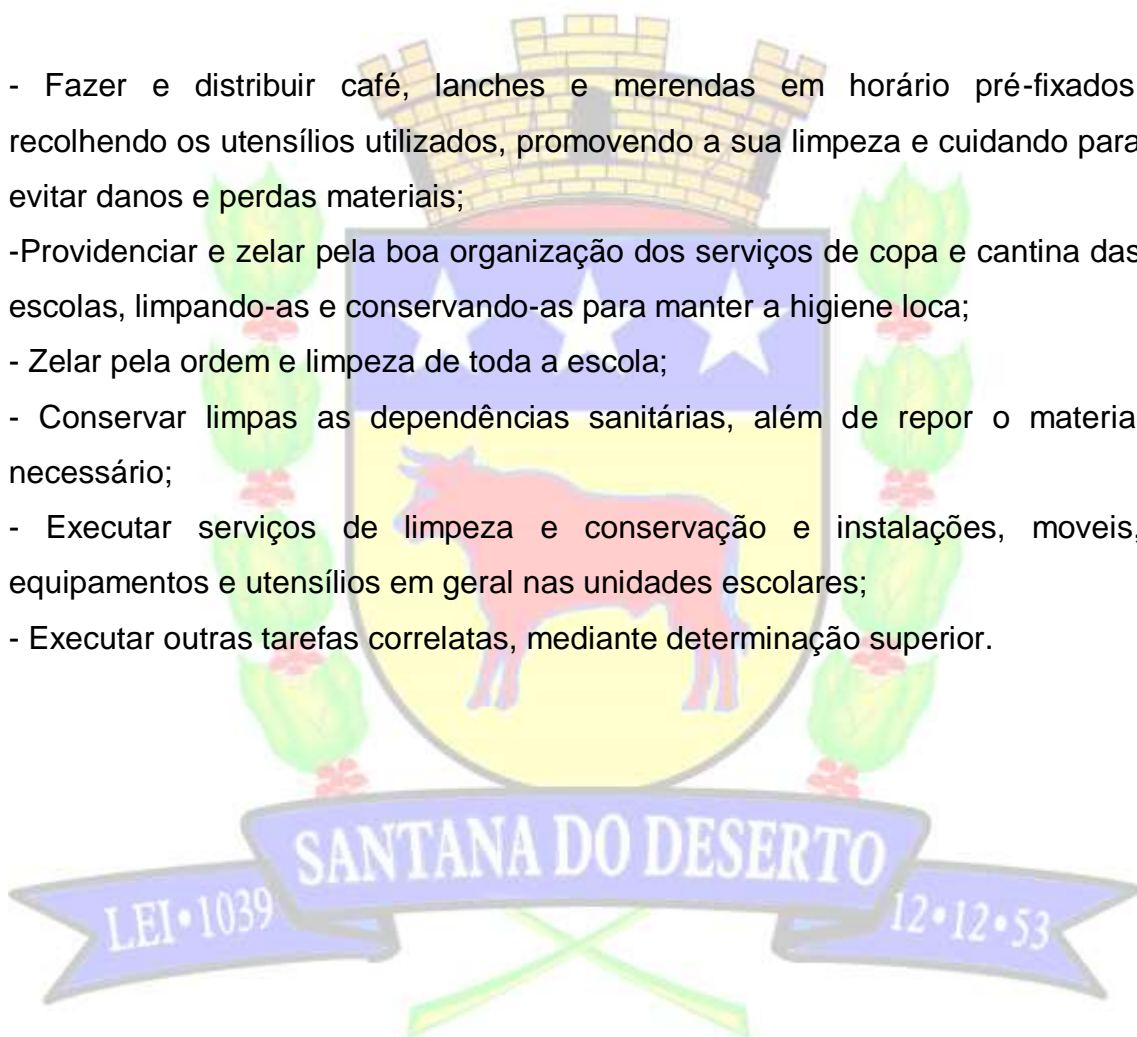 - Fazer e distribuir café, lanches e merendas em horário pré-fixados
recolhendo os utensílios utilizados, promovendo a sua limpeza e cuidando para
evitar danos e perdas materiais;
-Providenciar e zelar pela boa organização dos serviços de copa e cantina das
escolas, limpando-as e conservando-as para manter a higiene loca;
- Zelar pela ordem e limpeza de toda a escola;
- Conservar limpas as dependências sanitárias, além de repor o materia
necessário;
- Executar serviços de limpeza e conservação e instalações, moveis,
equipamentos e utensílios em geral nas unidades escolares;
- Executar outras tarefas correlatas, mediante determinação superior.
SANTANA DO DESERTO
LEI•1039 12•12•53